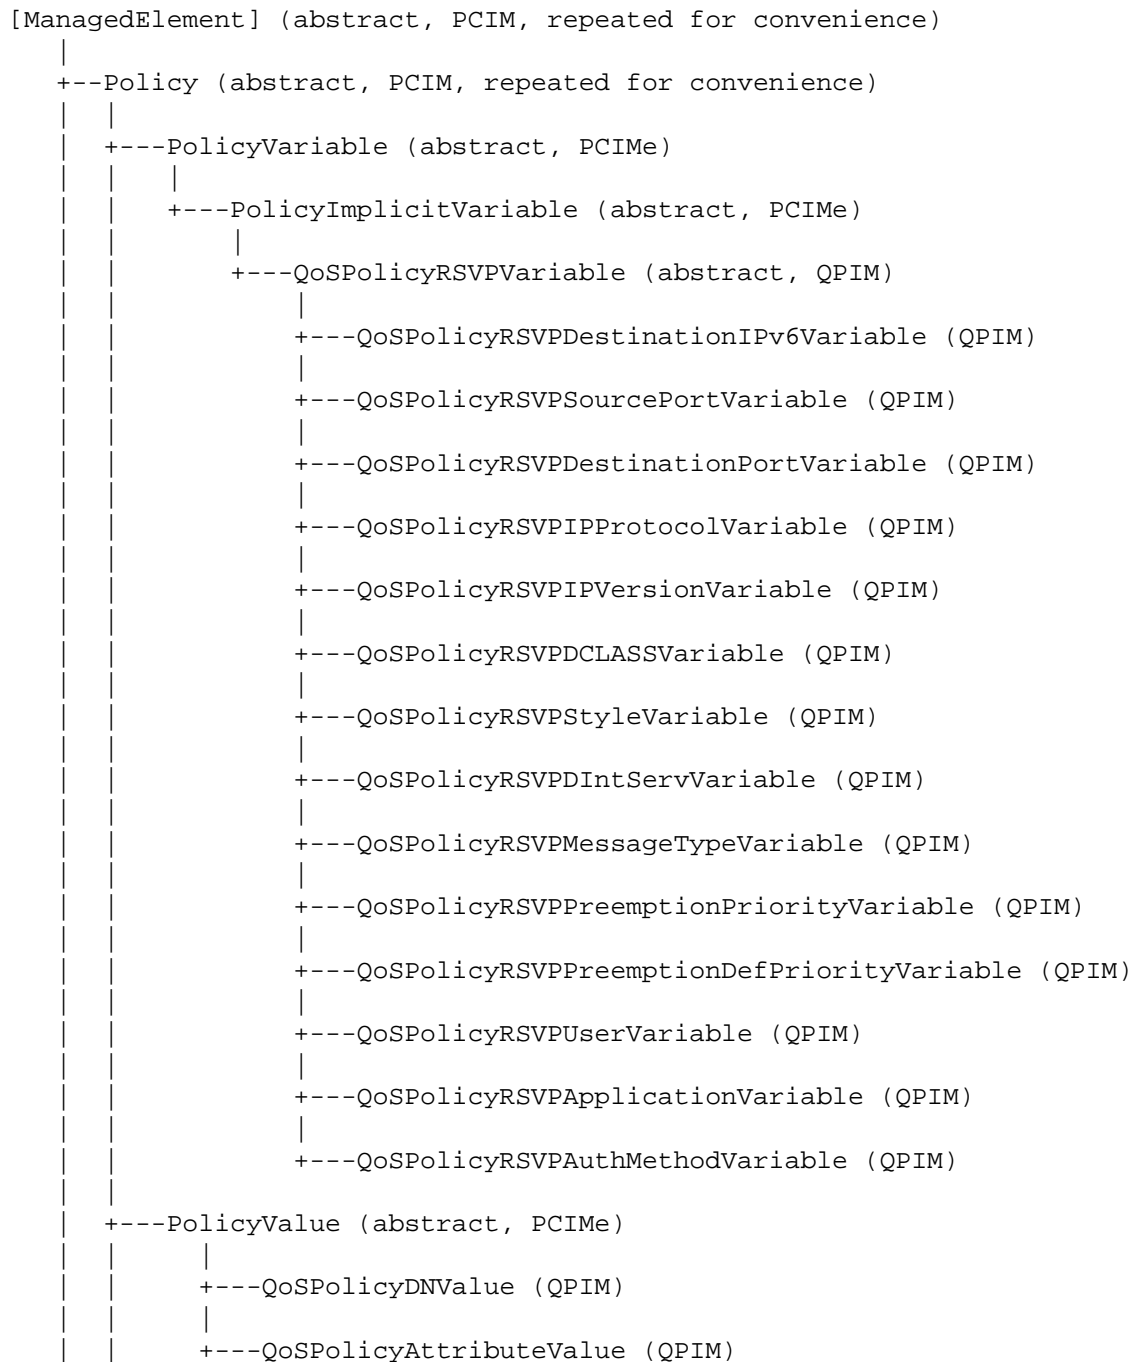 [ManagedElement] (abstract, PCIM, repeated for convenience)
   |
   +--Policy (abstract, PCIM, repeated for convenience)
   |  |
   |  +---PolicyVariable (abstract, PCIMe)
   |  |   |
   |  |   +---PolicyImplicitVariable (abstract, PCIMe)
   |  |       |
   |  |       +---QoSPolicyRSVPVariable (abstract, QPIM)
   |  |           |
   |  |           +---QoSPolicyRSVPDestinationIPv6Variable (QPIM)
   |  |           |
   |  |           +---QoSPolicyRSVPSourcePortVariable (QPIM)
   |  |           |
   |  |           +---QoSPolicyRSVPDestinationPortVariable (QPIM)
   |  |           |
   |  |           +---QoSPolicyRSVPIPProtocolVariable (QPIM)
   |  |           |
   |  |           +---QoSPolicyRSVPIPVersionVariable (QPIM)
   |  |           |
   |  |           +---QoSPolicyRSVPDCLASSVariable (QPIM)
   |  |           |
   |  |           +---QoSPolicyRSVPStyleVariable (QPIM)
   |  |           |
   |  |           +---QoSPolicyRSVPDIntServVariable (QPIM)
   |  |           |
   |  |           +---QoSPolicyRSVPMessageTypeVariable (QPIM)
   |  |           |
   |  |           +---QoSPolicyRSVPPreemptionPriorityVariable (QPIM)
   |  |           |
   |  |           +---QoSPolicyRSVPPreemptionDefPriorityVariable (QPIM)
   |  |           |
   |  |           +---QoSPolicyRSVPUserVariable (QPIM)
   |  |           |
   |  |           +---QoSPolicyRSVPApplicationVariable (QPIM)
   |  |           |
   |  |           +---QoSPolicyRSVPAuthMethodVariable (QPIM)
   |  |
   |  +---PolicyValue (abstract, PCIMe)
   |  |     |
   |  |     +---QoSPolicyDNValue (QPIM)
   |  |     |
   |  |     +---QoSPolicyAttributeValue (QPIM)